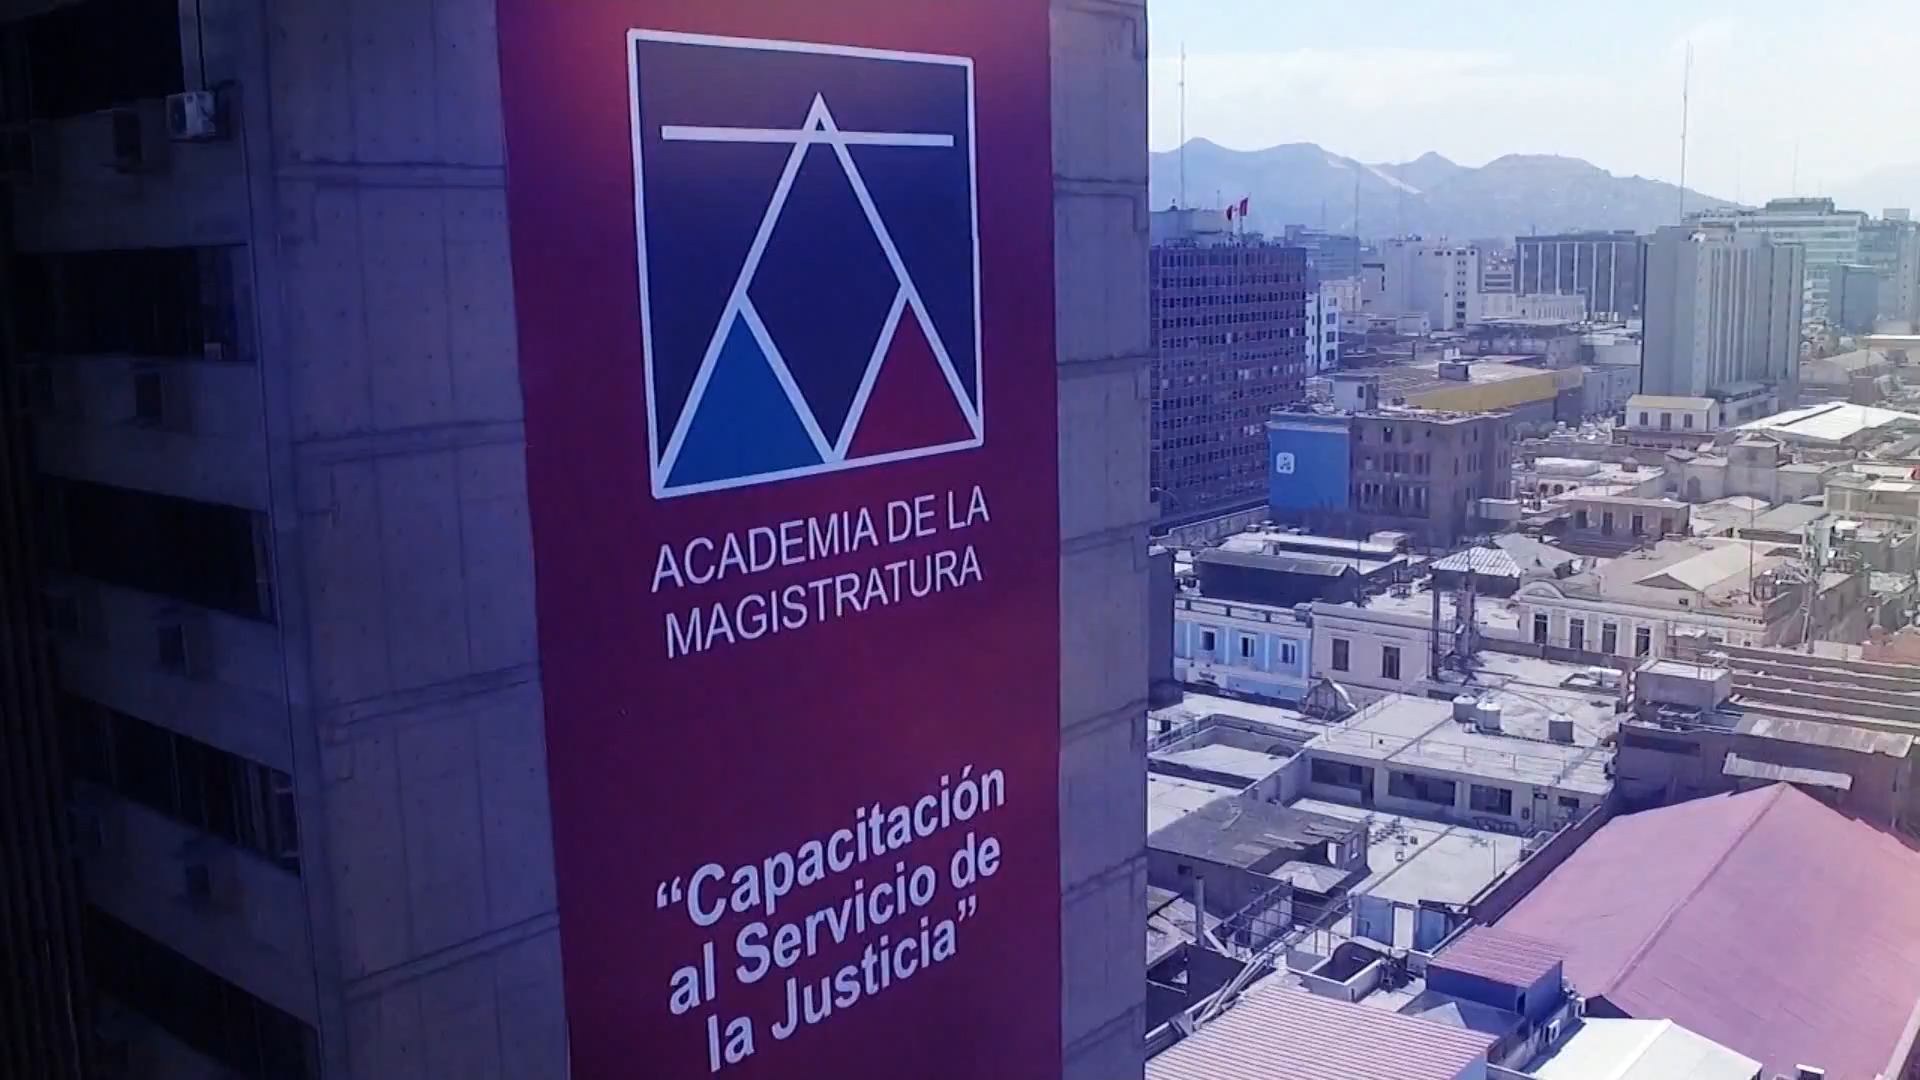 ACADEMIA DE LA
MAGISTRATURA
“Capacitación
al Servicio de
la Justicia”